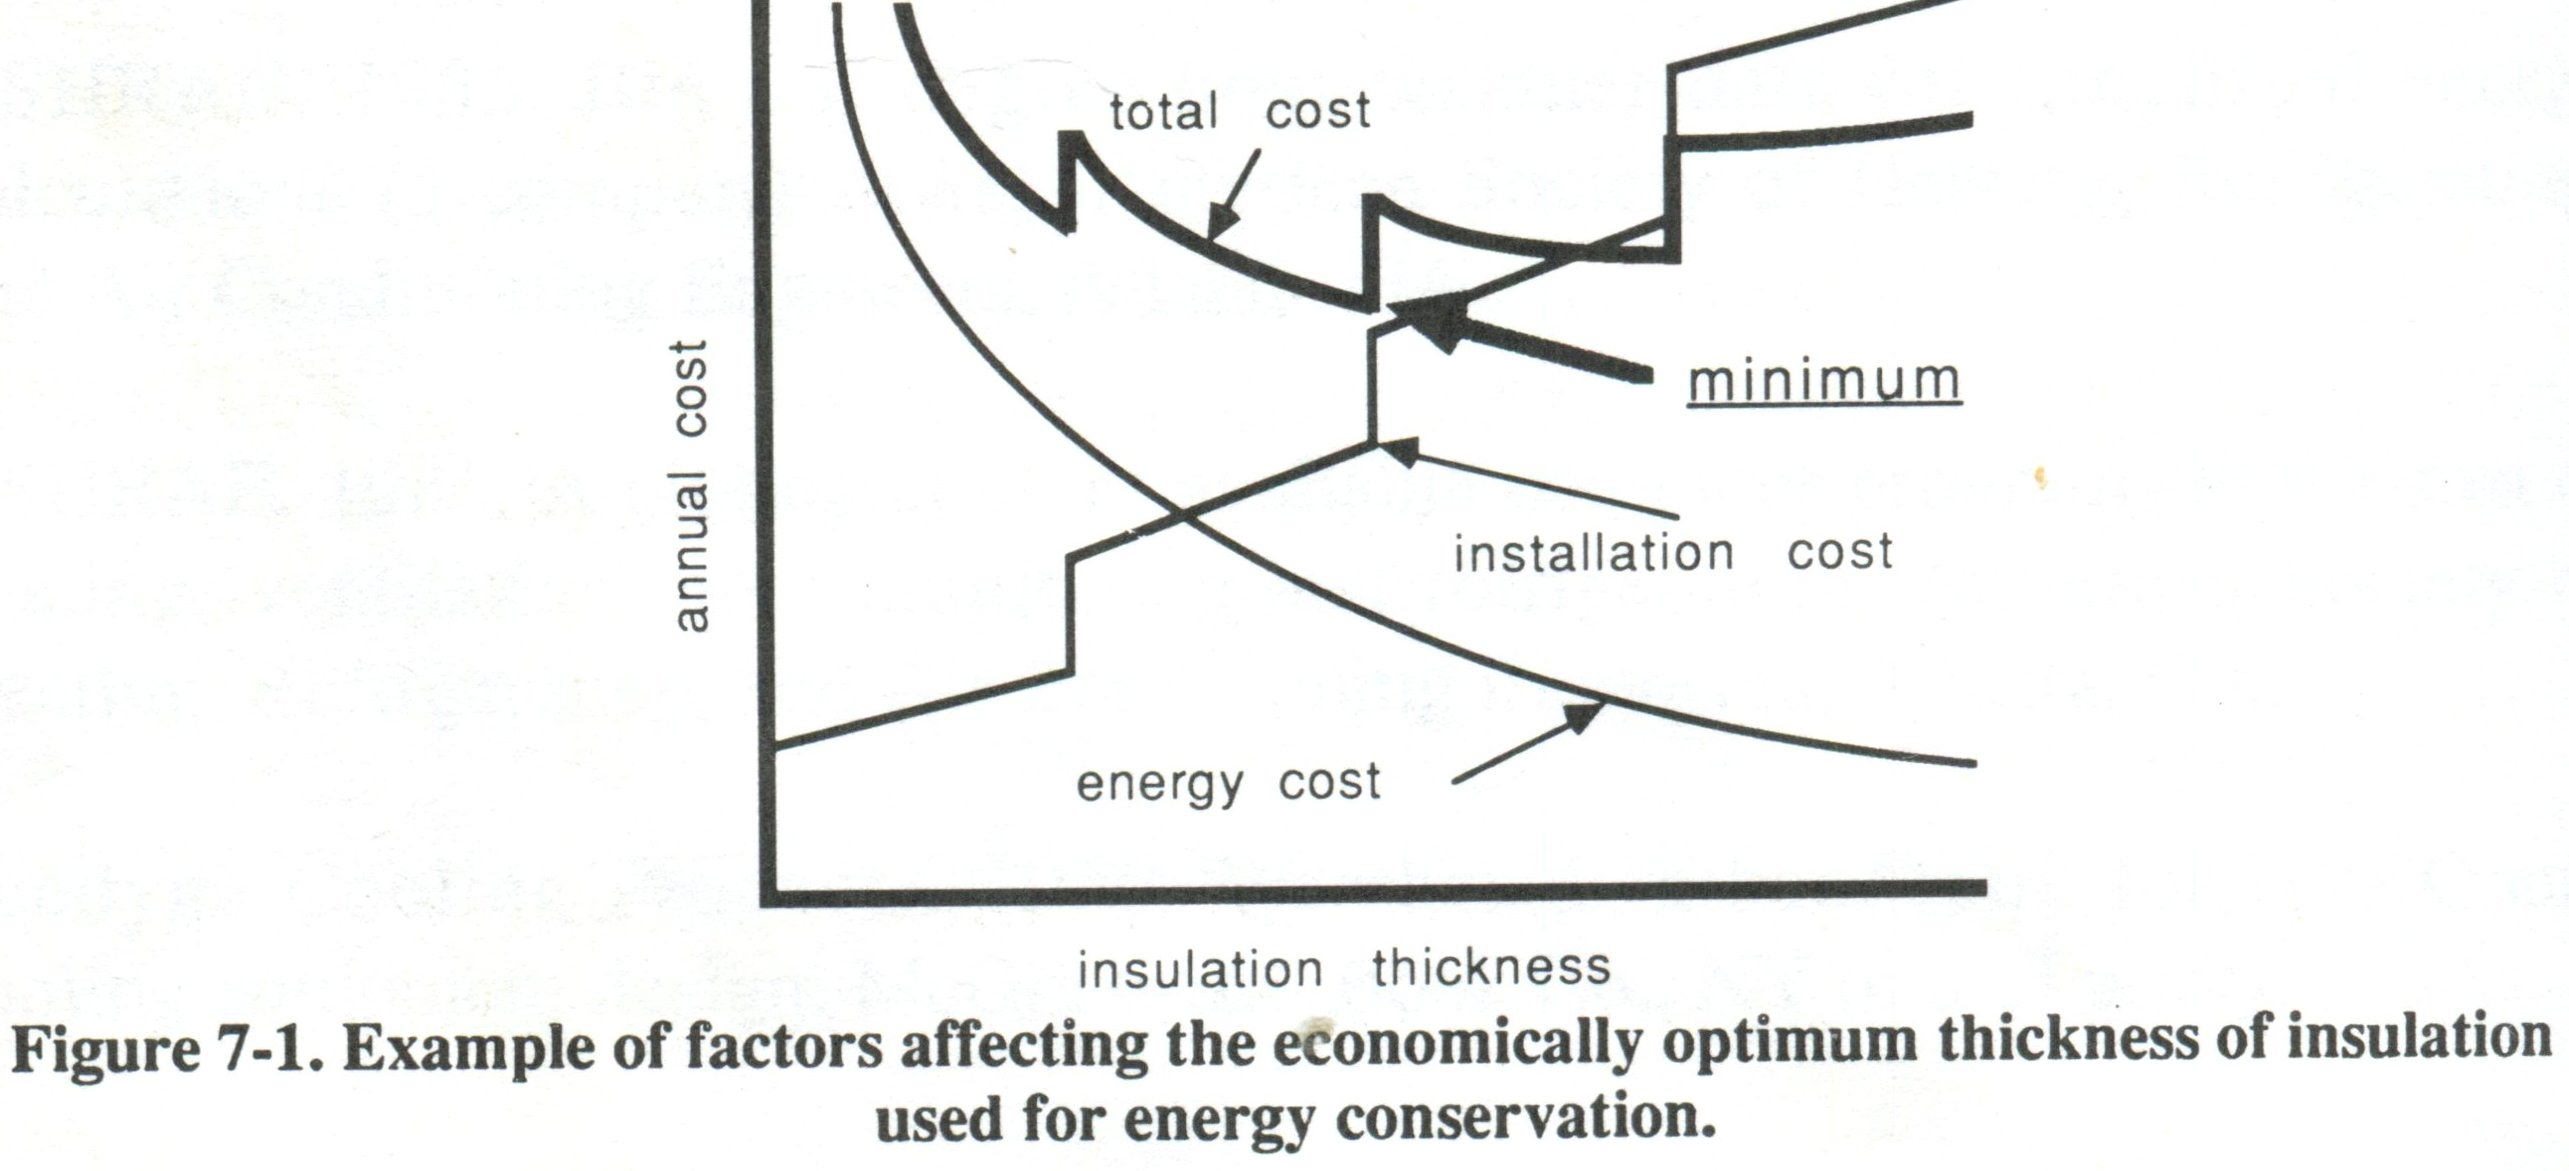 total cost
annual cost
minimum
installation cost
energy cost
insulation thickness
Figure 7-1. Example of factors affecting the economically optimum thickness of insulation
used for energy conservation.